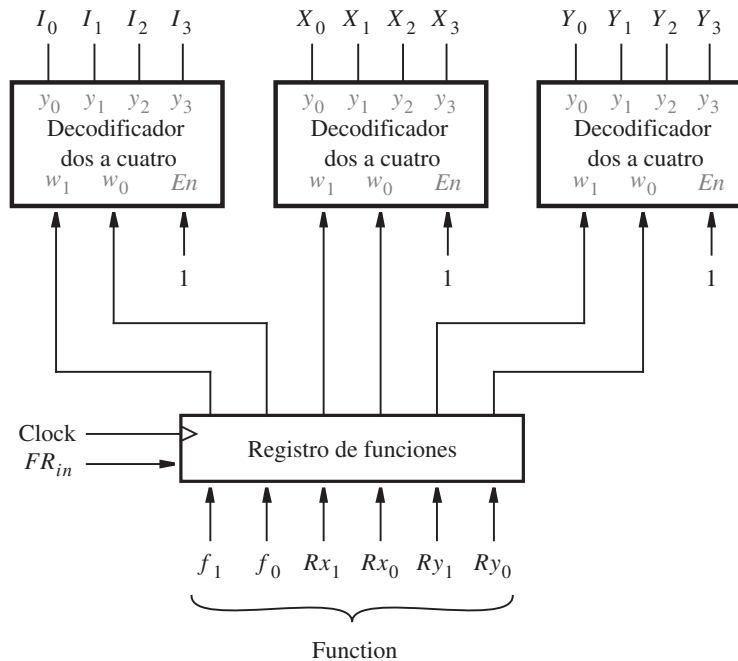 I0 I1 I2 I3 X0 X1 X2 X3 Y0 Y1 Y2 Y3
y0 y1 y2 y3 y0 y1 y2 y3 y0 y1 y2 y3
Decodificador Decodificador Decodificador
dos a cuatro dos a cuatro dos a cuatro
w1 w0 En w1 w0 En w1 w0 En
1 1 1
Clock
Registro de funciones
FRin
f1 f0 Rx1 Rx0 Ry1 Ry0
Function